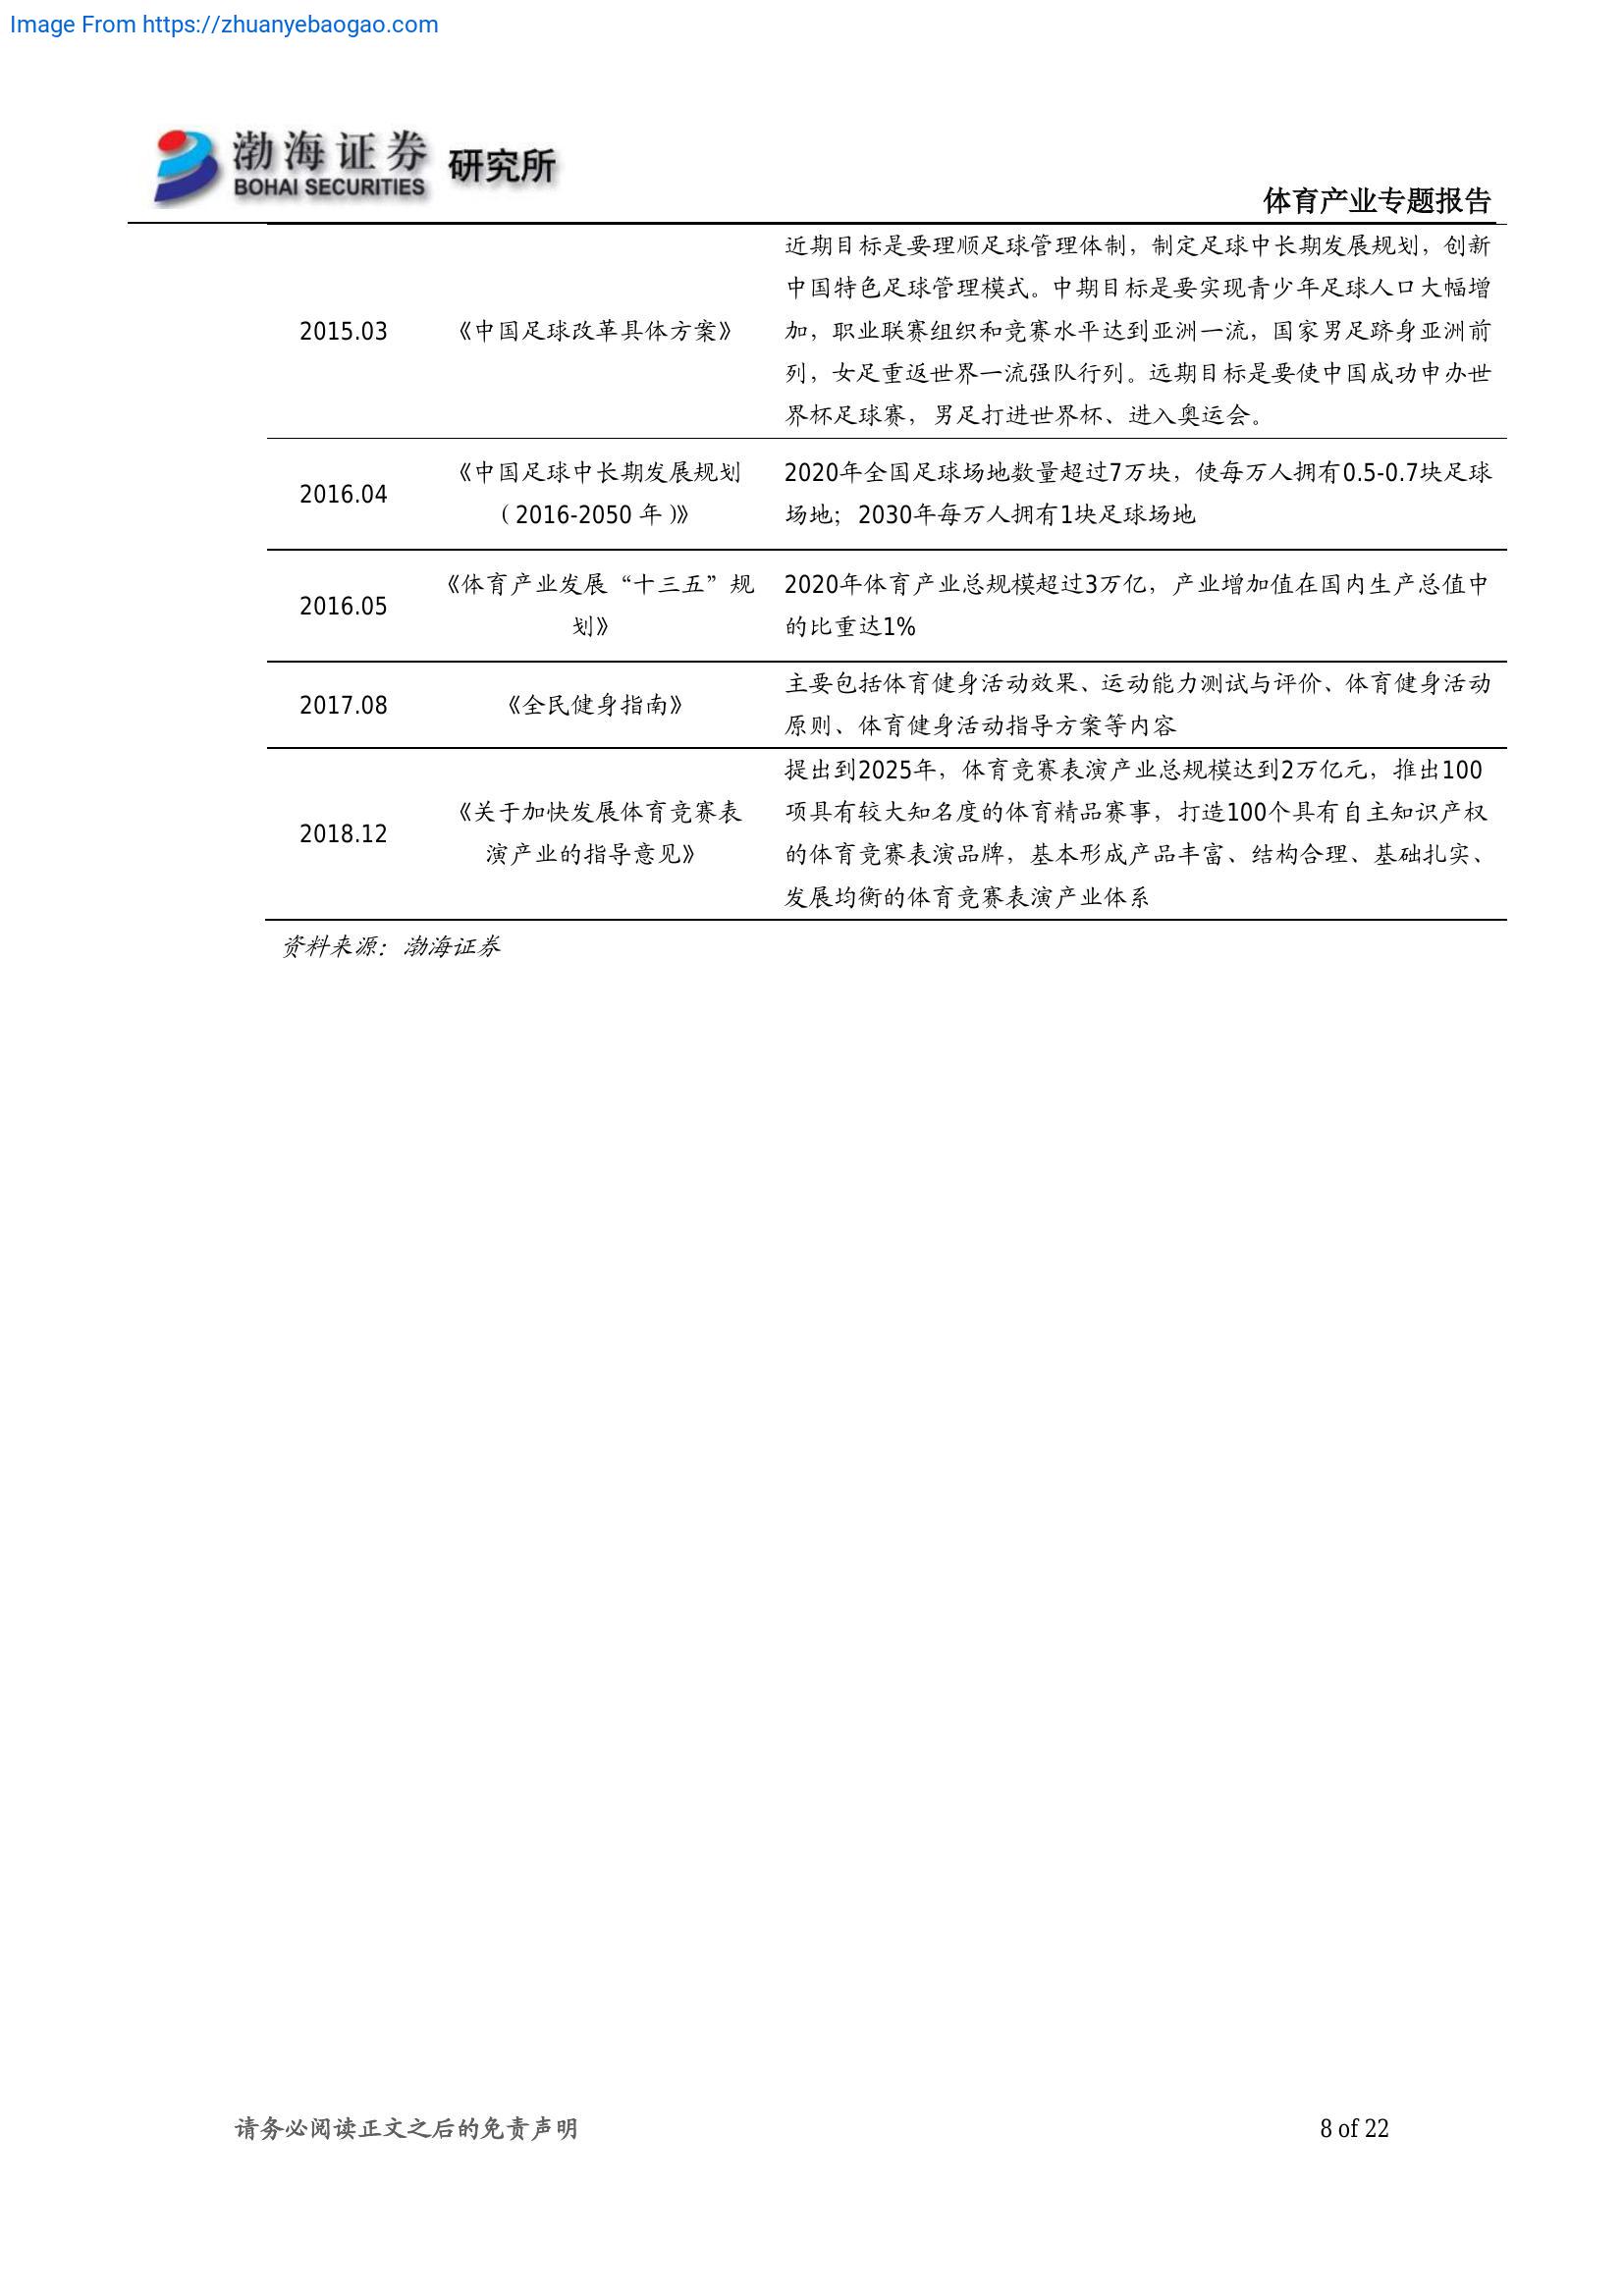 Image From https://zhuanyebaogao.com
渤海证券 研究所
BOHAI SECURITIES
体育产业专题报告
2015.03
《中国足球改革具体方案》
近期目标是要理顺足球管理体制，制定足球中长期发展规划，创新
中国特色足球管理模式。中期目标是要实现青少年足球人口大幅增
加，职业联赛组织和竞赛水平达到亚洲一流，国家男足跻身亚洲前
列，女足重返世界一流强队行列。远期目标是要使中国成功申办世
界杯足球赛，男足打进世界杯、进入奥运会。
2016.04
《中国足球中长期发展规划
（2016-2050 年）》
2020年全国足球场地数量超过7万块，使每万人拥有0.5-0.7块足球
场地；2030年每万人拥有1块足球场地
2016.05
《体育产业发展“十三五”规
划》
2020年体育产业总规模超过3万亿，产业增加值在国内生产总值中
的比重达1%
2017.08
《全民健身指南》
主要包括体育健身活动效果、运动能力测试与评价、体育健身活动
原则、体育健身活动指导方案等内容
2018.12
《关于加快发展体育竞赛表
演产业的指导意见》
提出到2025年，体育竞赛表演产业总规模达到2万亿元，推出100
项具有较大知名度的体育精品赛事，打造100个具有自主知识产权
的体育竞赛表演品牌，基本形成产品丰富、结构合理、基础扎实、
发展均衡的体育竞赛表演产业体系
资料来源：渤海证券
请务必阅读正文之后的免责声明
8 of 22